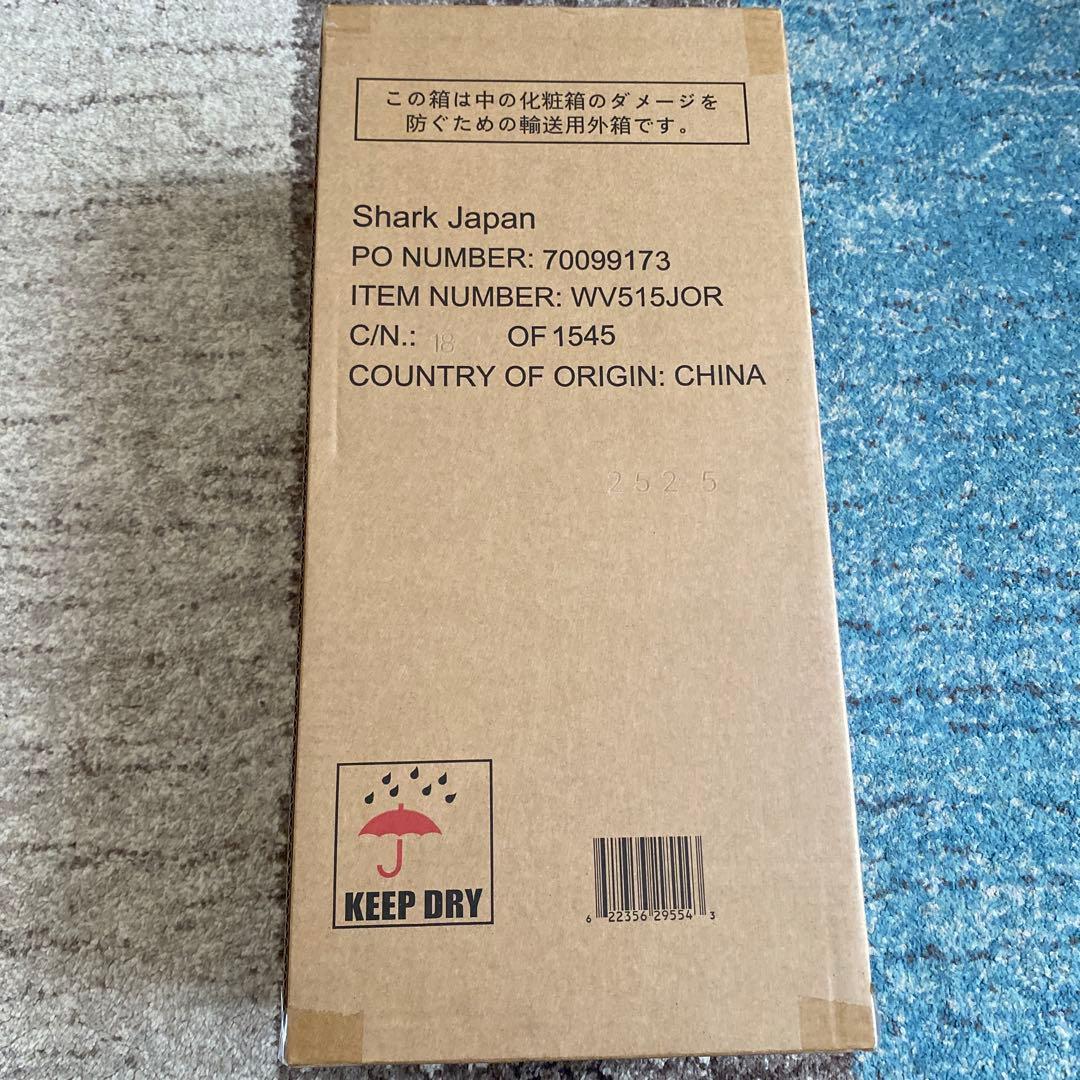 この箱は中の化粧箱のダメージを
防ぐための輸送用外箱です。
Shark Japan
PO NUMBER: 70099173
ITEM NUMBER: WV515JOR
C/N.: 18 OF 1545
COUNTRY OF ORIGIN: CHINA
2525
KEEP DRY
6 22356 29554 3